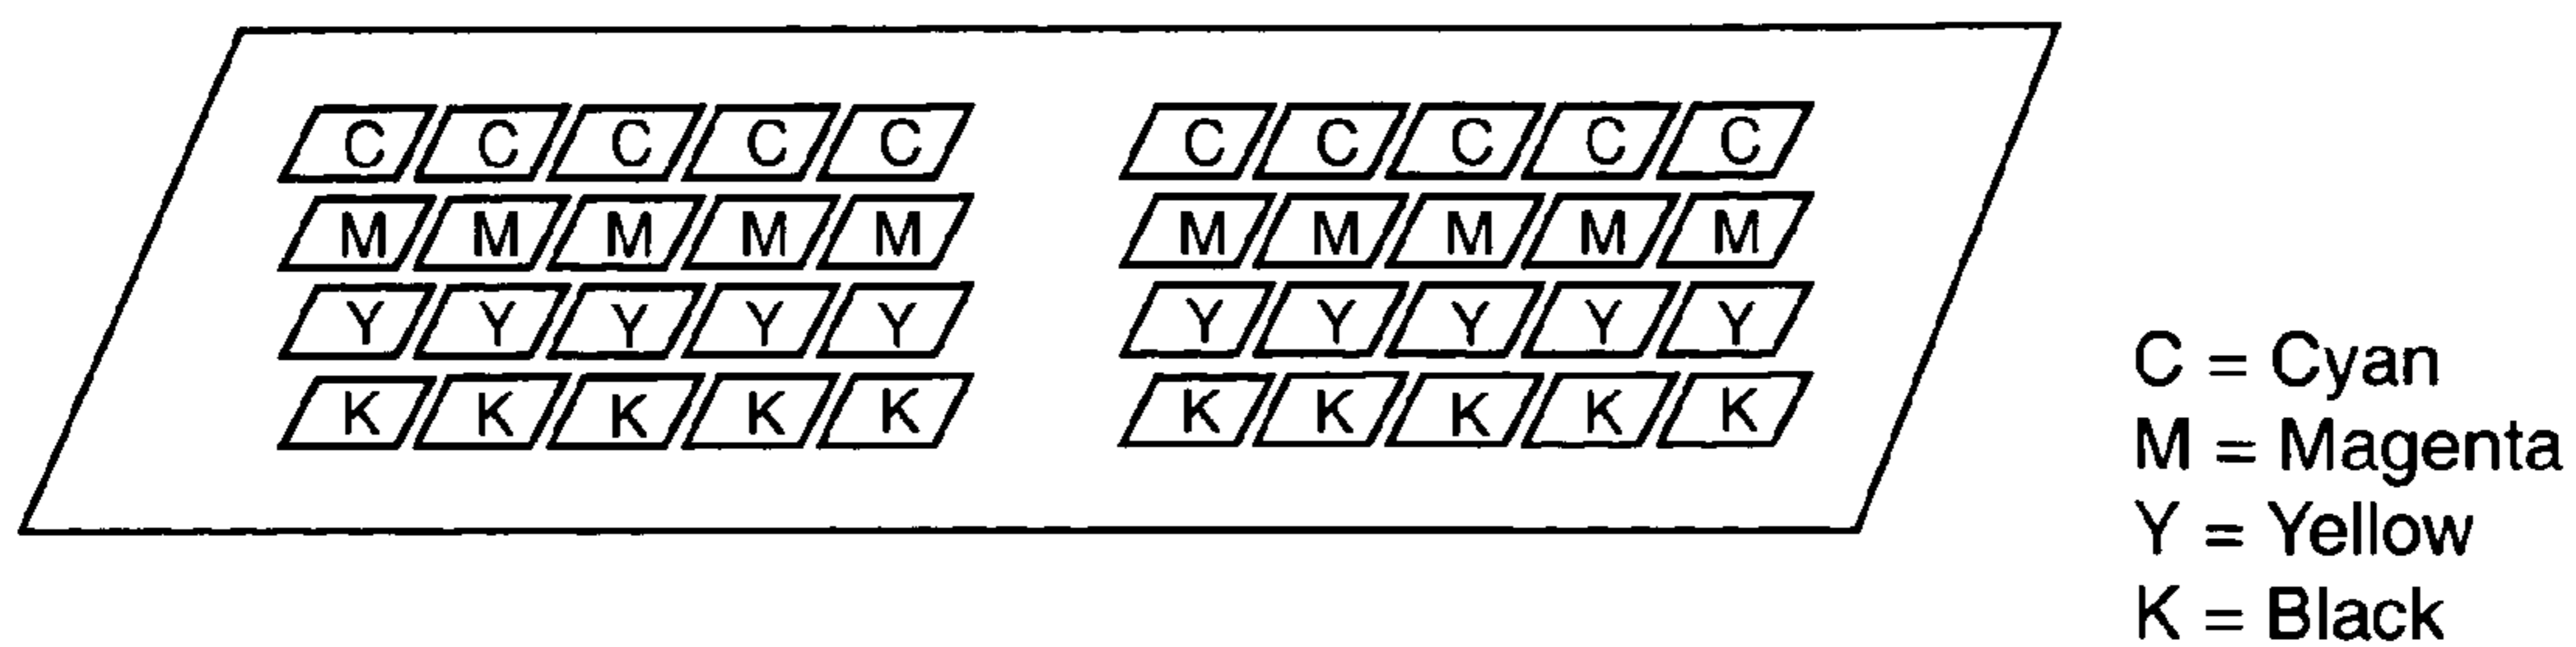 C C C C C C C C C C
M M M M M M M M M M
Y Y Y Y Y Y Y Y Y Y
K K K K K K K K K K
C = Cyan
M = Magenta
Y = Yellow
K = Black